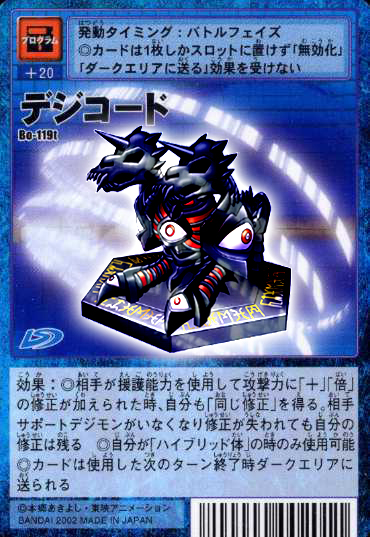 プログラム
+20
発動タイミング:バトルフェイズ
◎カードは1枚しかスロットに置けず「無効化」
「ダークエリアに送る」効果を受けない
デジコード
Bo-119t
効果:◎相手が援護能力を使用して攻撃力に「+」「倍」
の修正が加えられた時、自分も「同じ修正」を得る。相手
サポートデジモンがいなくなり修正が失われても自分の
修正は残る ◎自分が「ハイブリッド体」の時のみ使用可能
◎カードは使用した次のターン終了時ダークエリアに
送られる
©本郷あきよし・東映アニメーション
BANDAI 2002 MADE IN JAPAN